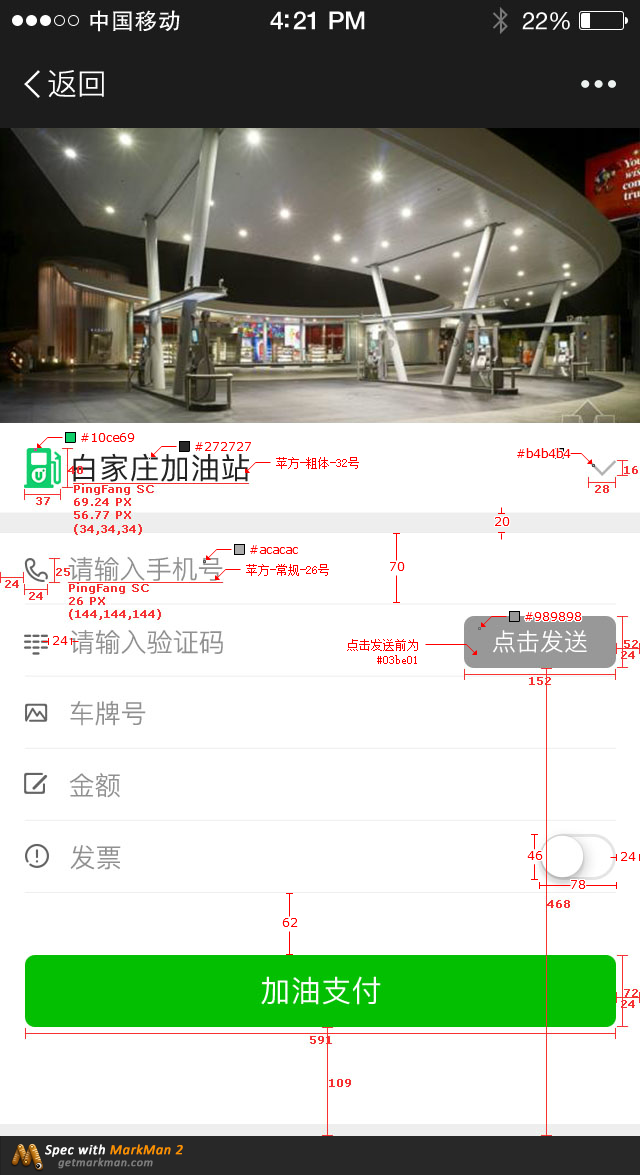 中国移动 4:21 PM 22%
返回
You
wis
con
tru
#10ce69
#272727
#b4b4b4
苹方-粗体-32号
白家庄加油站
48
16
37
28
PingFang SC
69.24 PX
56.77 PX
(34,34,34)
20
#acacac
70
请输入手机号
苹方-常规-26号
25
24
24
PingFang SC
26 PX
(144,144,144)
#989898
24
请输入验证码
点击发送前为
#03be01
点击发送
52
24
152
车牌号
金额
发票
46
24
78
468
62
加油支付
72
24
591
109
Spec with MarkMan 2
getmarkman.com